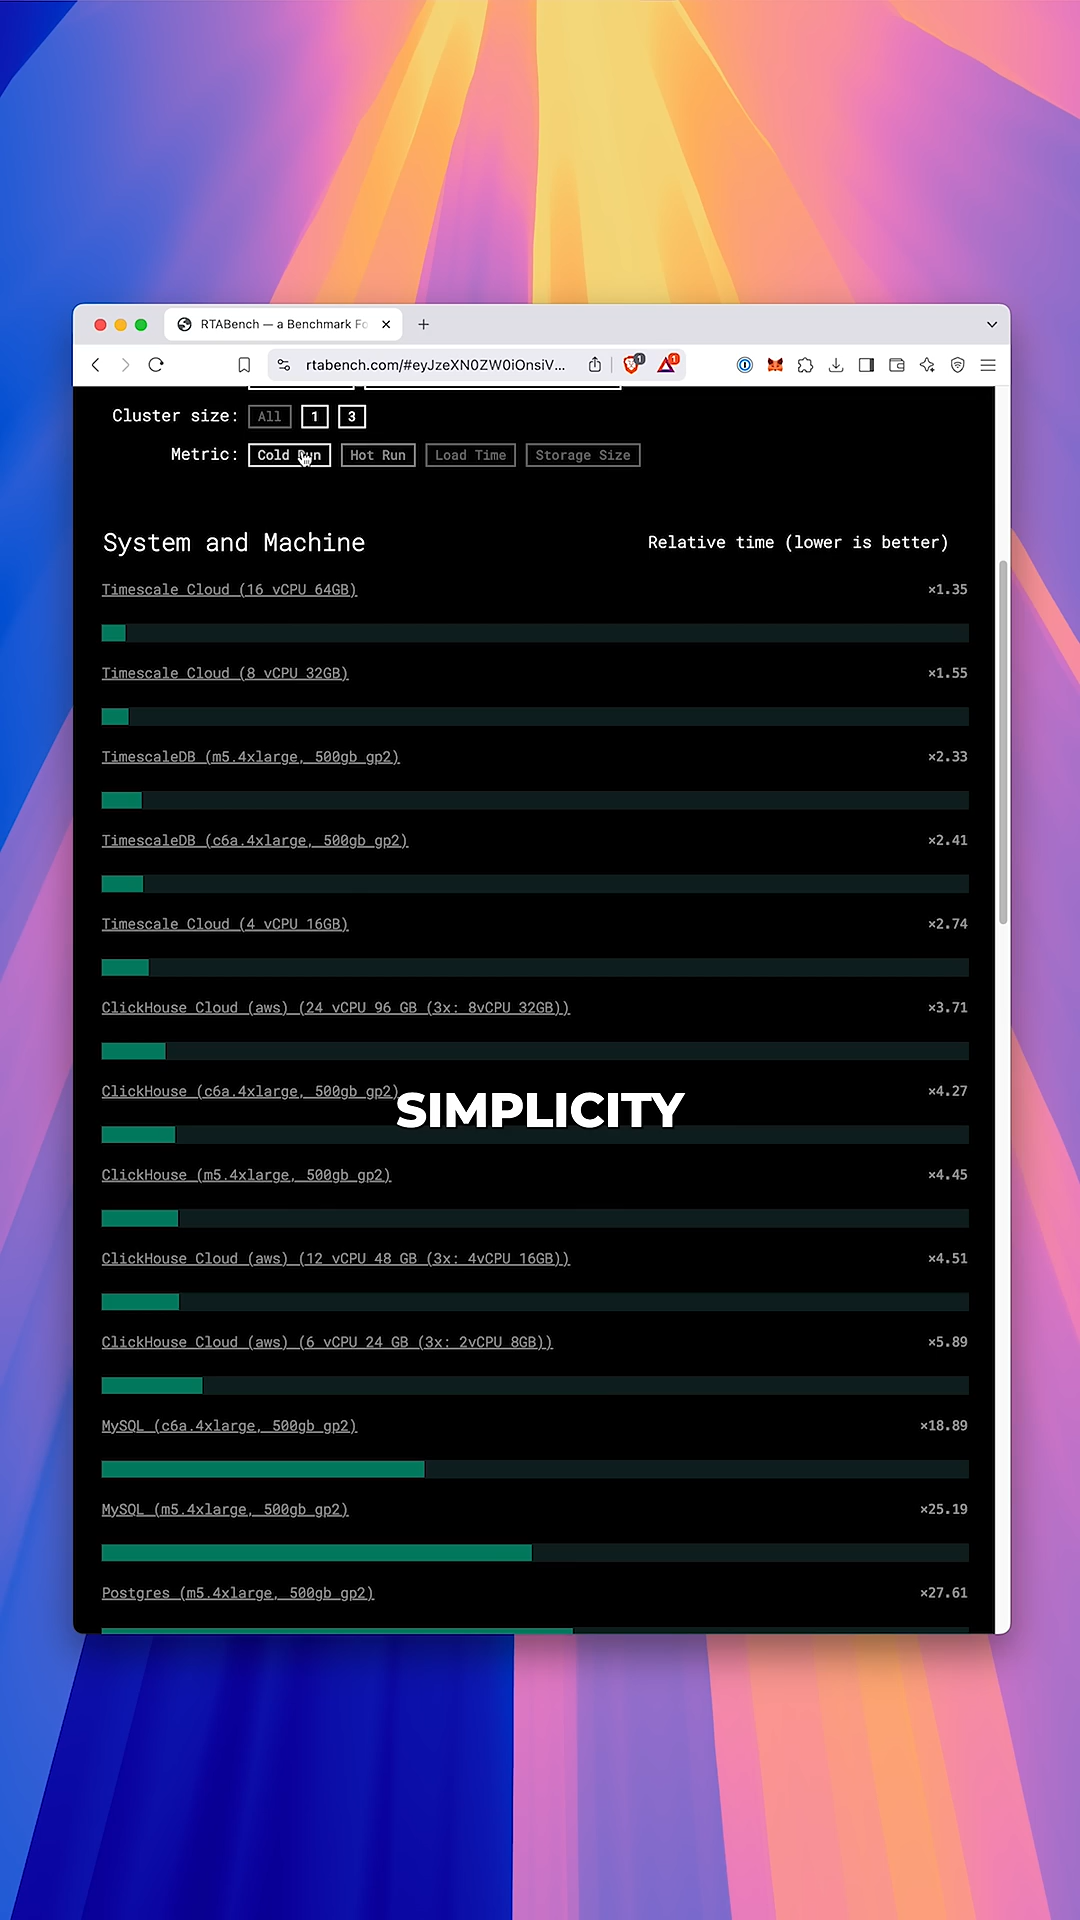 RTABench — a Benchmark Fo
rtabench.com/#eyJzeXN0ZW0iOnsiV...
1
1
Cluster size: All 1 3
Metric: Cold Run Hot Run Load Time Storage Size
System and Machine Relative time (lower is better)
Timescale Cloud (16 vCPU 64GB) ×1.35
Timescale Cloud (8 vCPU 32GB) ×1.55
TimescaleDB (m5.4xlarge, 500gb gp2) ×2.33
TimescaleDB (c6a.4xlarge, 500gb gp2) ×2.41
Timescale Cloud (4 vCPU 16GB) ×2.74
ClickHouse Cloud (aws) (24 vCPU 96 GB (3x: 8vCPU 32GB)) ×3.71
ClickHouse (c6a.4xlarge, 500gb gp2) ×4.27
SIMPLICITY
ClickHouse (m5.4xlarge, 500gb gp2) ×4.45
ClickHouse Cloud (aws) (12 vCPU 48 GB (3x: 4vCPU 16GB)) ×4.51
ClickHouse Cloud (aws) (6 vCPU 24 GB (3x: 2vCPU 8GB)) ×5.89
MySQL (c6a.4xlarge, 500gb gp2) ×18.89
MySQL (m5.4xlarge, 500gb gp2) ×25.19
Postgres (m5.4xlarge, 500gb gp2) ×27.61